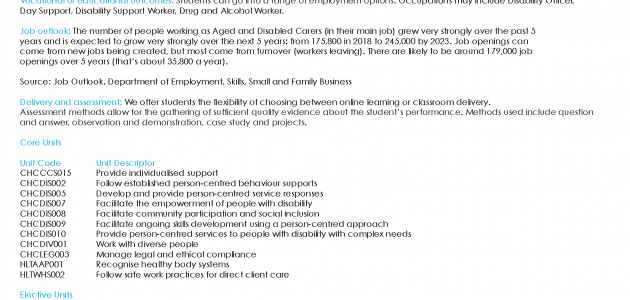 Vocational or educational outcomes: Students can go into a range of employment options. Occupations may include Disability Officer,
Day Support, Disability Support Worker, Drug and Alcohol Worker.
Job outlook: The number of people working as Aged and Disabled Carers (in their main job) grew very strongly over the past 5
years and is expected to grow very strongly over the next 5 years: from 175,800 in 2018 to 245,000 by 2023. Job openings can
come from new jobs being created, but most come from turnover (workers leaving). There are likely to be around 179,000 job
openings over 5 years (that's about 35,800 a year).
Source: Job Outlook. Department of Employment, Skills, Small and Family Business
Delivery and assessment: We offer students the flexibility of choosing between online learning or classroom delivery.
Assessment methods allow for the gathering of sufficient quality evidence about the student's performance. Methods used include question
and answer, observation and demonstration, case study and projects.
Core Units
Unit Code Unit Descriptor
CHCCCS015 Provide individualised support
CHCDIS002 Follow established person-centred behaviour supports
CHCDIS005 Develop and provide person-centred service responses
CHCDIS007 Facilitate the empowerment of people with disability
CHCDIS008 Facilitate community participation and social inclusion
CHCDIS009 Facilitate ongoing skills development using a person-centred approach
CHCDIS010 Provide person-centred services to people with disability with complex needs
CHCDIV001 Work with diverse people
CHCLEG003 Manage legal and ethical compliance
HLTAAP001 Recognise healthy body systems
HLTWHS002 Follow safe work practices for direct client care
Elective Units